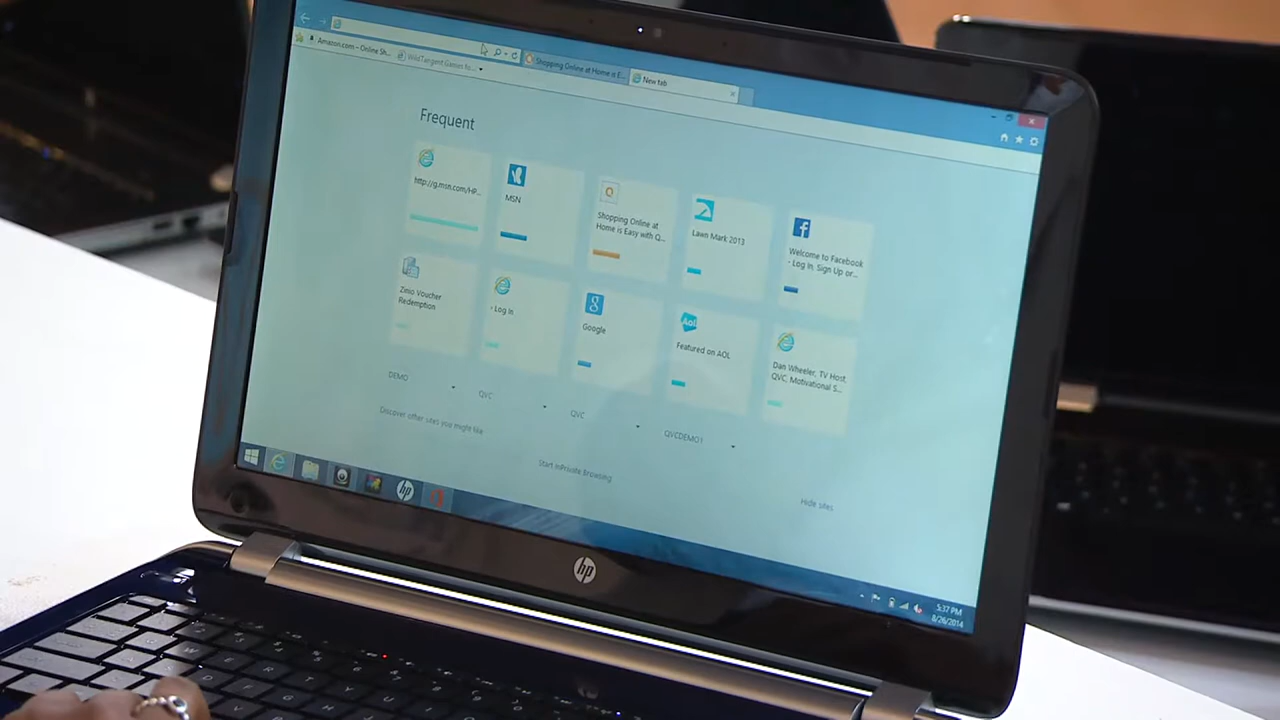 Amazon.com – Online Sh...
WildTangent Games fo...
Shopping Online at Home is E...
New tab
Frequent
http://g.msn.com/HP...
MSN
Shopping Online at
Home is Easy with Q...
Lawn Mark 2013
f
Welcome to Facebook
- Log In, Sign Up or...
Zinio Voucher
Redemption
- Log In
g
Google
Aol.
Featured on AOL
Dan Wheeler, TV Host,
QVC, Motivational S...
DEMO
QVC
QVC
QVCDEMO1
Discover other sites you might like
Start InPrivate Browsing
Hide sites
hp
5:37 PM
8/26/2014
hp